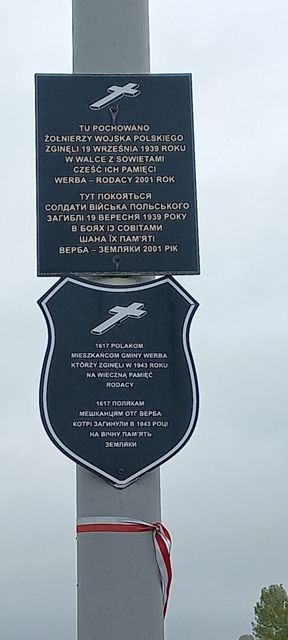 TU POCHOWANO
ŻOŁNIERZY WOJSKA POLSKIEGO
ZGINĘLI 19 WRZEŚNIA 1939 ROKU
W WALCE Z SOWIETAMI
CZEŚĆ ICH PAMIĘCI
WERBA – RODACY 2001 ROK
ТУТ ПОКОЯТЬСЯ
СОЛДАТИ ВІЙСЬКА ПОЛЬСЬКОГО
ЗАГИБЛІ 19 ВЕРЕСНЯ 1939 РОКУ
В БОЯХ ІЗ СОВІТАМИ
ШАНА ЇХ ПАМ'ЯТІ
ВЕРБА – ЗЕМЛЯКИ 2001 РІК
1617 POLAKOM
MIESZKAŃCOM GMINY WERBA
KTÓRZY ZGINĘLI W 1943 ROKU
NA WIECZNĄ PAMIĘĆ
RODACY
1617 ПОЛЯКАМ
МЕШКАНЦЯМ ОТГ ВЕРБА
КОТРІ ЗАГИНУЛИ В 1943 РОЦІ
НА ВІЧНУ ПАМ'ЯТЬ
ЗЕМЛЯКИ